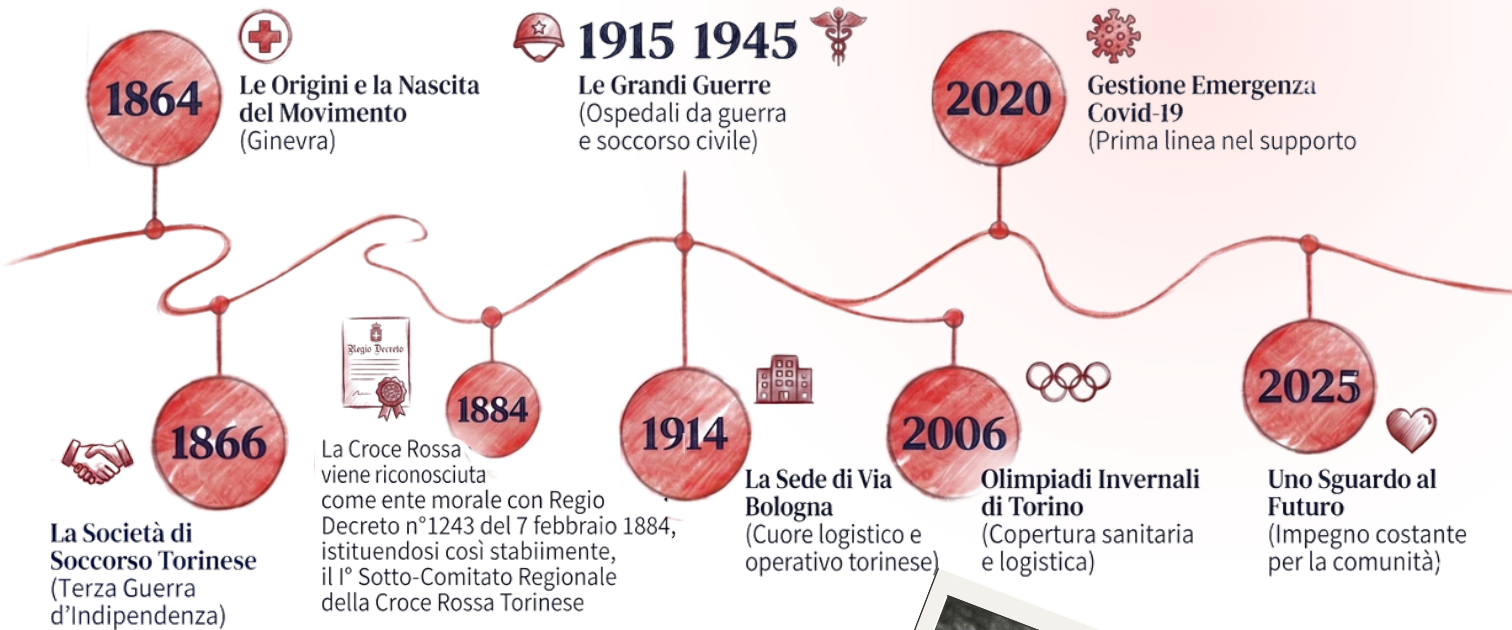 1864
Le Origini e la Nascita
del Movimento
(Ginevra)
1866
La Società di
Soccorso Torinese
(Terza Guerra
d’Indipendenza)
Regio Decreto
1884
La Croce Rossa
viene riconosciuta
come ente morale con Regio
Decreto n°1243 del 7 febbraio 1884,
istituendosi così stabiimente,
il I° Sotto-Comitato Regionale
della Croce Rossa Torinese
1915 1945
Le Grandi Guerre
(Ospedali da guerra
e soccorso civile)
1914
La Sede di Via
Bologna
(Cuore logistico e
operativo torinese)
2006
Olimpiadi Invernali
di Torino
(Copertura sanitaria
e logistica)
2020
Gestione Emergenza
Covid-19
(Prima linea nel supporto
2025
Uno Sguardo al
Futuro
(Impegno costante
per la comunità)